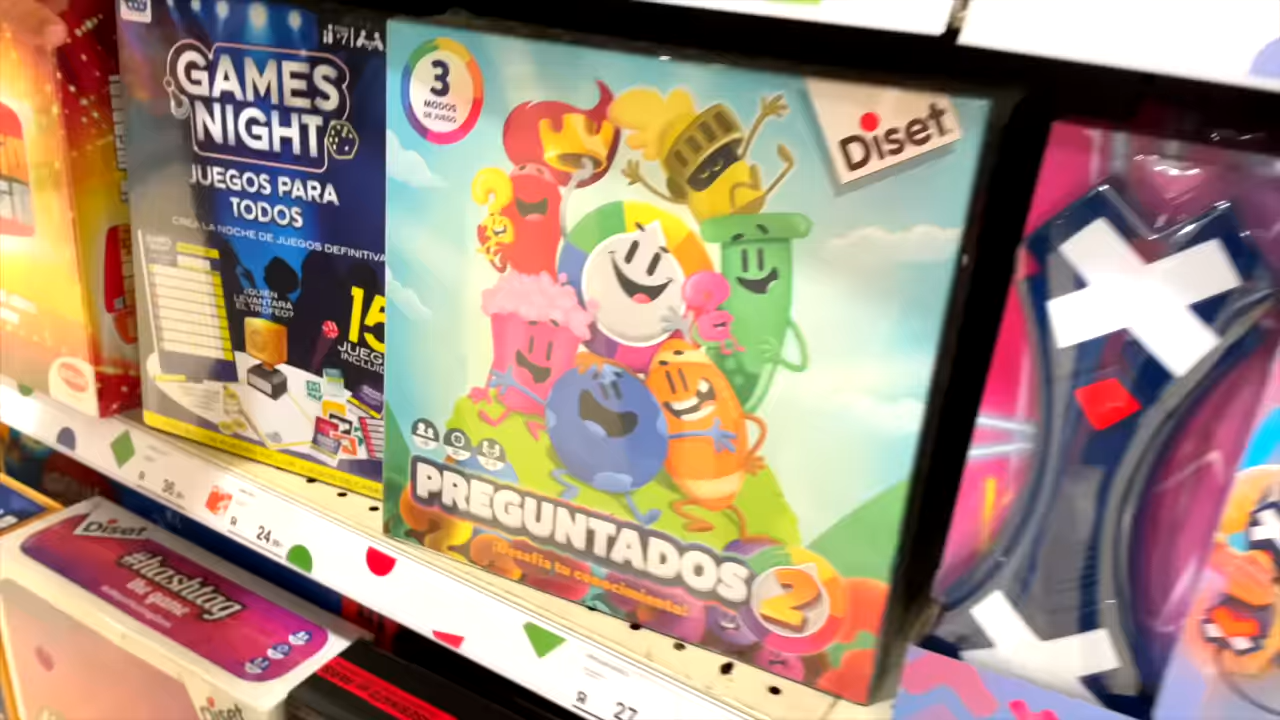 GAMES
NIGHT
JUEGOS PARA
TODOS
CREA LA NOCHE DE JUEGOS DEFINITIVA
¿QUIÉN
LEVANTARÁ
EL TROFEO?
15
3
MODOS
DE JUEGO
Diset
PREGUNTADOS
2
¡Desafía tu conocimiento!
36
24
27
Diset
#hashtag
the game
Diset